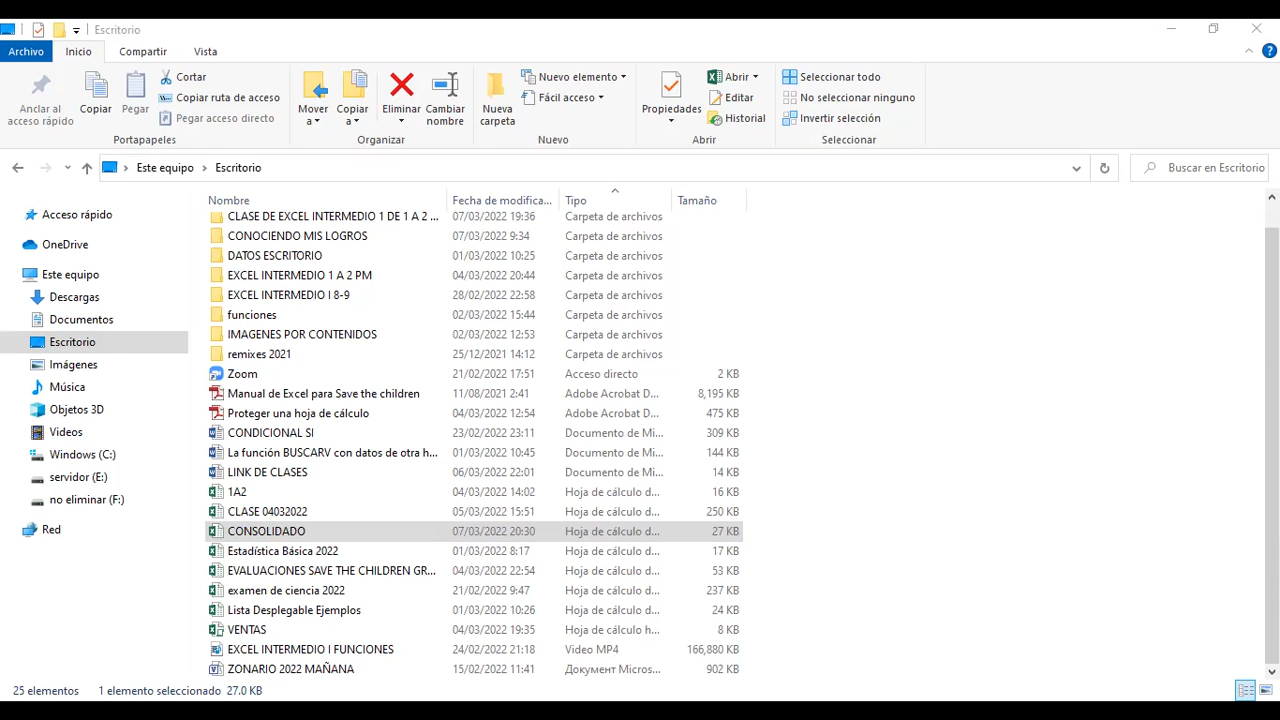 Escritorio
Archivo Inicio Compartir Vista
Anclar al acceso rápido
Copiar
Pegar
Cortar
Copiar ruta de acceso
Pegar acceso directo
Portapapeles
Mover a
Copiar a
Eliminar
Cambiar nombre
Organizar
Nueva carpeta
Nuevo elemento
Fácil acceso
Nuevo
Propiedades
Abrir
Editar
Historial
Abrir
Seleccionar todo
No seleccionar ninguno
Invertir selección
Seleccionar
Este equipo > Escritorio
Buscar en Escritorio
Acceso rápido
OneDrive
Este equipo
Descargas
Documentos
Escritorio
Imágenes
Música
Objetos 3D
Videos
Windows (C:)
servidor (E:)
no eliminar (F:)
Red
Nombre Fecha de modifica... Tipo Tamaño
CLASE DE EXCEL INTERMEDIO 1 DE 1 A 2 ... 07/03/2022 19:36 Carpeta de archivos
CONOCIENDO MIS LOGROS 07/03/2022 9:34 Carpeta de archivos
DATOS ESCRITORIO 01/03/2022 10:25 Carpeta de archivos
EXCEL INTERMEDIO 1 A 2 PM 04/03/2022 20:44 Carpeta de archivos
EXCEL INTERMEDIO I 8-9 28/02/2022 22:58 Carpeta de archivos
funciones 02/03/2022 15:44 Carpeta de archivos
IMAGENES POR CONTENIDOS 02/03/2022 12:53 Carpeta de archivos
remixes 2021 25/12/2021 14:12 Carpeta de archivos
Zoom 21/02/2022 17:51 Acceso directo 2 KB
Manual de Excel para Save the children 11/08/2021 2:41 Adobe Acrobat D... 8,195 KB
Proteger una hoja de cálculo 04/03/2022 12:54 Adobe Acrobat D... 475 KB
CONDICIONAL SI 23/02/2022 23:11 Documento de Mi... 309 KB
La función BUSCARV con datos de otra h... 01/03/2022 10:45 Documento de Mi... 144 KB
LINK DE CLASES 06/03/2022 22:01 Documento de Mi... 14 KB
1A2 04/03/2022 14:02 Hoja de cálculo d... 16 KB
CLASE 04032022 05/03/2022 15:51 Hoja de cálculo d... 250 KB
CONSOLIDADO 07/03/2022 20:30 Hoja de cálculo d... 27 KB
Estadística Básica 2022 01/03/2022 8:17 Hoja de cálculo d... 17 KB
EVALUACIONES SAVE THE CHILDREN GR... 04/03/2022 22:54 Hoja de cálculo d... 53 KB
examen de ciencia 2022 21/02/2022 9:47 Hoja de cálculo d... 237 KB
Lista Desplegable Ejemplos 01/03/2022 10:26 Hoja de cálculo d... 24 KB
VENTAS 04/03/2022 19:35 Hoja de cálculo h... 8 KB
EXCEL INTERMEDIO I FUNCIONES 24/02/2022 21:18 Video MP4 166,880 KB
ZONARIO 2022 MAÑANA 15/02/2022 11:41 Документ Micros... 902 KB
25 elementos 1 elemento seleccionado 27.0 KB